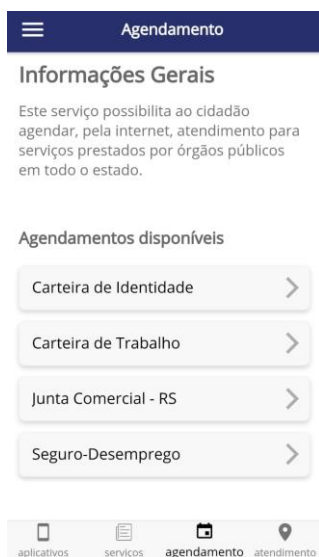 Agendamento
Informações Gerais
Este serviço possibilita ao cidadão
agendar, pela internet, atendimento para
serviços prestados por órgãos públicos
em todo o estado.
Agendamentos disponíveis
Carteira de Identidade
Carteira de Trabalho
Junta Comercial - RS
Seguro-Desemprego
aplicativos serviços agendamento atendimento